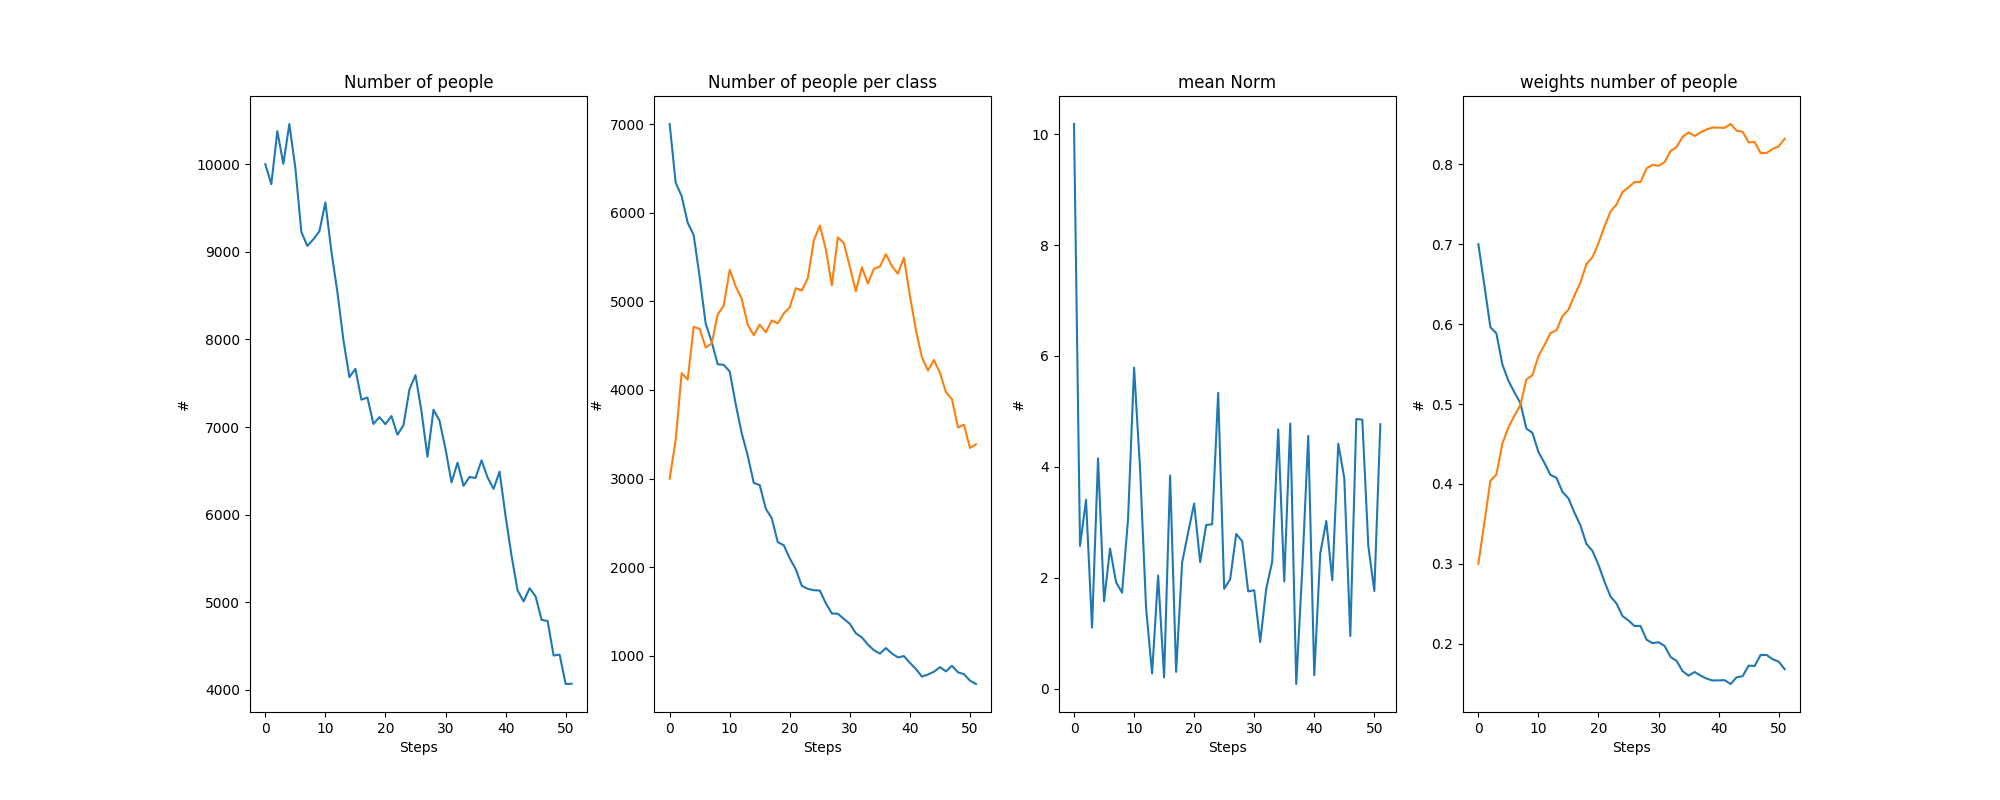 Number of people
10000
9000
8000
7000
6000
5000
4000
#
0 10 20 30 40 50
Steps
Number of people per class
7000
6000
5000
4000
3000
2000
1000
#
0 10 20 30 40 50
Steps
mean Norm
10
8
6
4
2
0
#
0 10 20 30 40 50
Steps
weights number of people
0.8
0.7
0.6
0.5
0.4
0.3
0.2
#
0 10 20 30 40 50
Steps